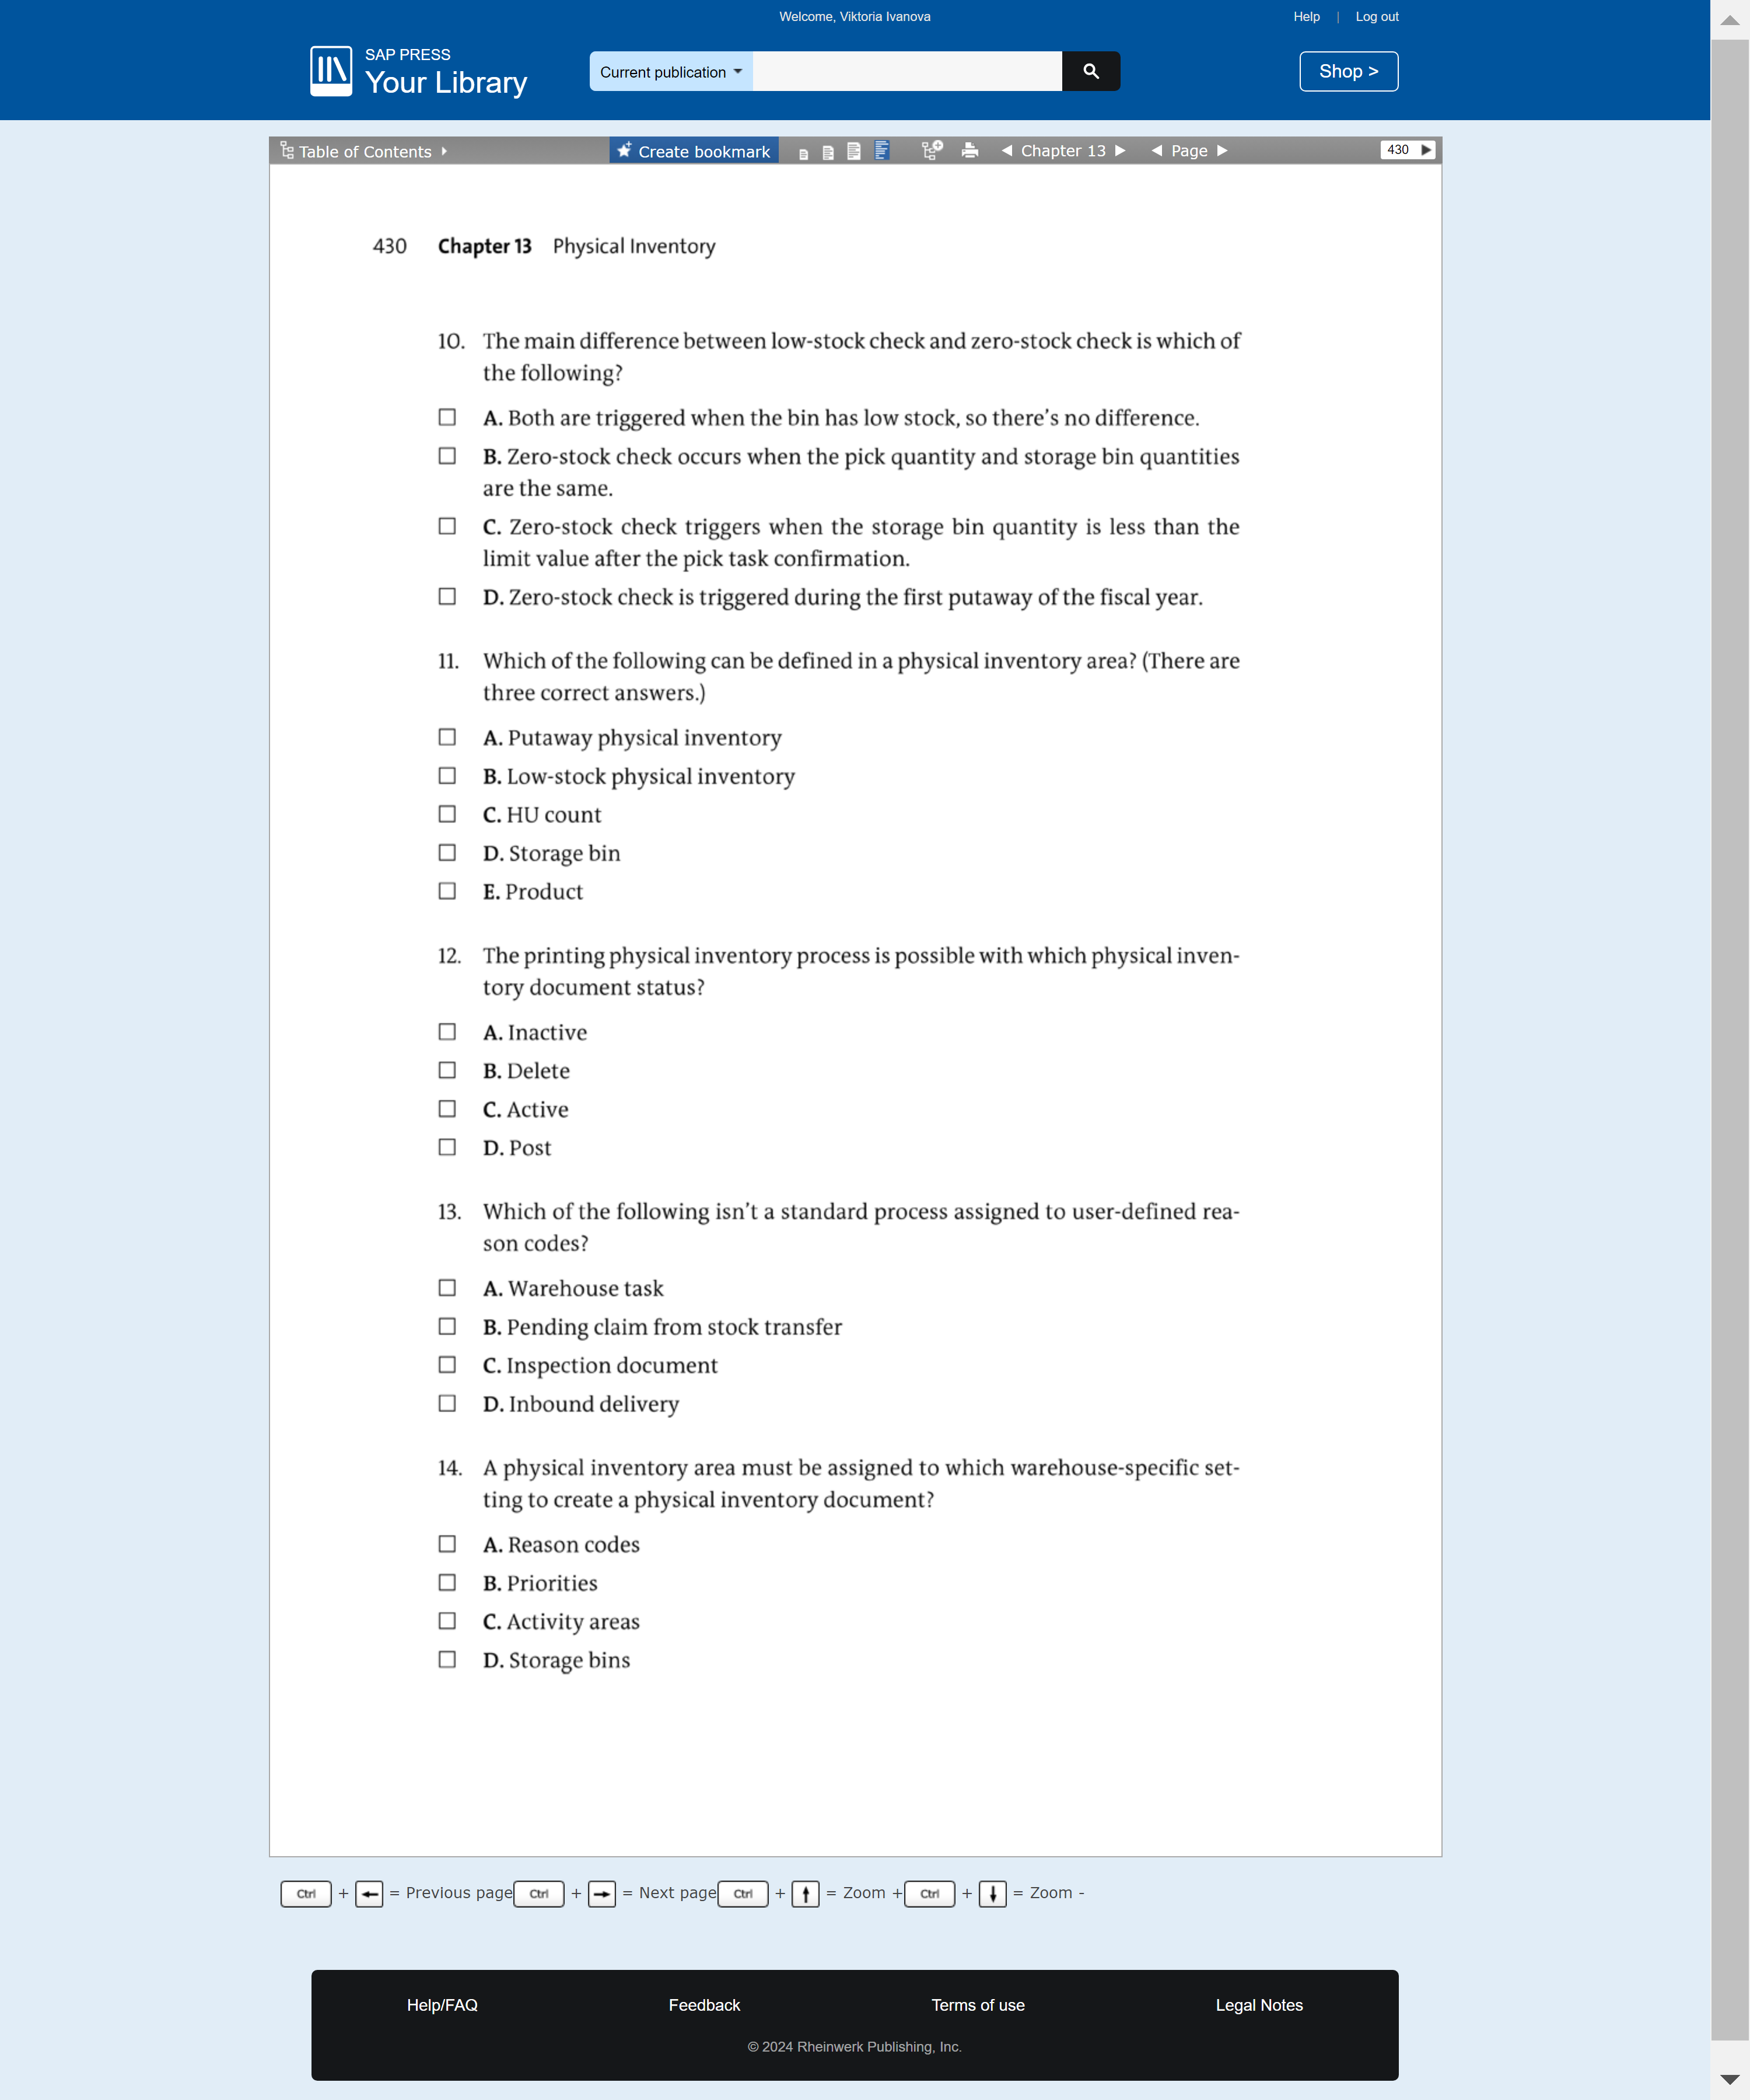 Welcome, Viktoria Ivanova
Help | Log out
SAP PRESS
Your Library
Current publication
Shop >
Table of Contents
Create bookmark
Chapter 13
Page
430
430 Chapter 13 Physical Inventory
10. The main difference between low-stock check and zero-stock check is which of
the following?
A. Both are triggered when the bin has low stock, so there’s no difference.
B. Zero-stock check occurs when the pick quantity and storage bin quantities
are the same.
C. Zero-stock check triggers when the storage bin quantity is less than the
limit value after the pick task confirmation.
D. Zero-stock check is triggered during the first putaway of the fiscal year.
11. Which of the following can be defined in a physical inventory area? (There are
three correct answers.)
A. Putaway physical inventory
B. Low-stock physical inventory
C. HU count
D. Storage bin
E. Product
12. The printing physical inventory process is possible with which physical inven-
tory document status?
A. Inactive
B. Delete
C. Active
D. Post
13. Which of the following isn’t a standard process assigned to user-defined rea-
son codes?
A. Warehouse task
B. Pending claim from stock transfer
C. Inspection document
D. Inbound delivery
14. A physical inventory area must be assigned to which warehouse-specific set-
ting to create a physical inventory document?
A. Reason codes
B. Priorities
C. Activity areas
D. Storage bins
Ctrl + ← = Previous page Ctrl + → = Next page Ctrl + ↑ = Zoom + Ctrl + ↓ = Zoom -
Help/FAQ Feedback Terms of use Legal Notes
© 2024 Rheinwerk Publishing, Inc.